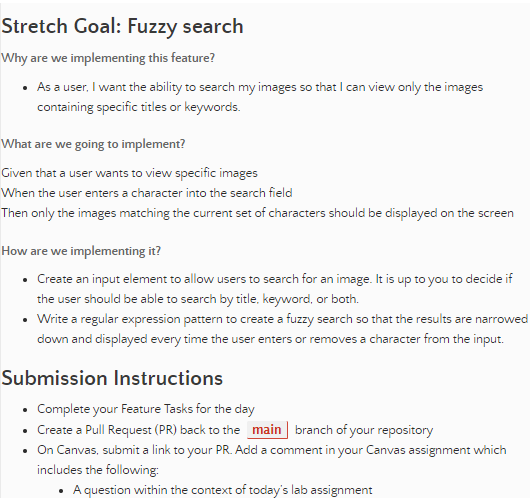 Stretch Goal: Fuzzy search
Why are we implementing this feature?
• As a user, I want the ability to search my images so that I can view only the images
containing specific titles or keywords.
What are we going to implement?
Given that a user wants to view specific images
When the user enters a character into the search field
Then only the images matching the current set of characters should be displayed on the screen
How are we implementing it?
• Create an input element to allow users to search for an image. It is up to you to decide if
the user should be able to search by title, keyword, or both.
• Write a regular expression pattern to create a fuzzy search so that the results are narrowed
down and displayed every time the user enters or removes a character from the input.
Submission Instructions
• Complete your Feature Tasks for the day
• Create a Pull Request (PR) back to the main branch of your repository
• On Canvas, submit a link to your PR. Add a comment in your Canvas assignment which
includes the following:
• A question within the context of today's lab assignment